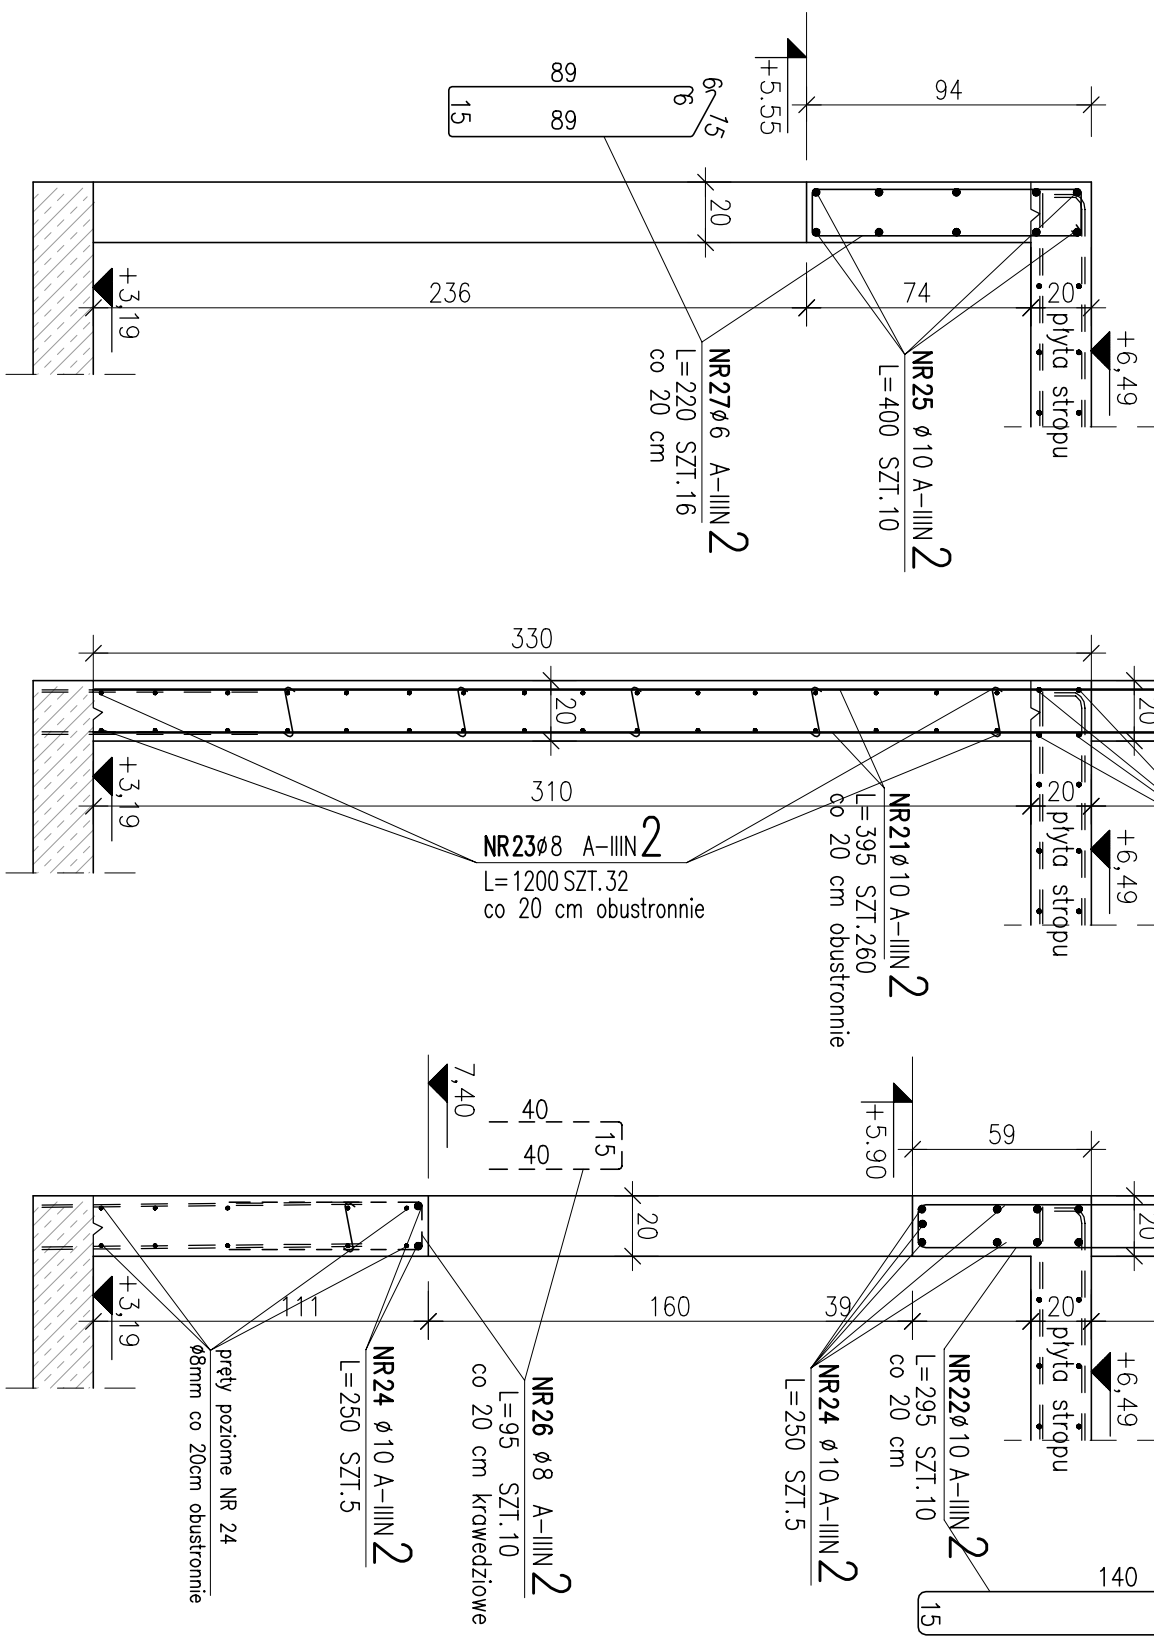 89
89
15
6
6
15
+5.55
94
20
+3,19
236
74
20
+6,49
płyta stropu
NR27ø6 A-IIIN 2
L=220 SZT.16
co 20 cm
NR25 ø10 A-IIIN 2
L=400 SZT.10
330
20
20
+3,19
310
20
+6,49
płyta stropu
NR23ø8 A-IIIN 2
L=1200 SZT.32
co 20 cm obustronnie
NR21ø10 A-IIIN 2
L=395 SZT.260
co 20 cm obustronnie
7,40
40
40
15
+5.90
59
20
20
+3,19
111
160
39
20
+6,49
płyta stropu
pręty poziome NR 24
ø8mm co 20cm obustronnie
NR24 ø10 A-IIIN 2
L=250 SZT.5
NR26 ø8 A-IIIN 2
L=95 SZT.10
co 20 cm krawedziowe
NR24 ø10 A-IIIN 2
L=250 SZT.5
NR22ø10 A-IIIN 2
L=295 SZT.10
co 20 cm
140
15